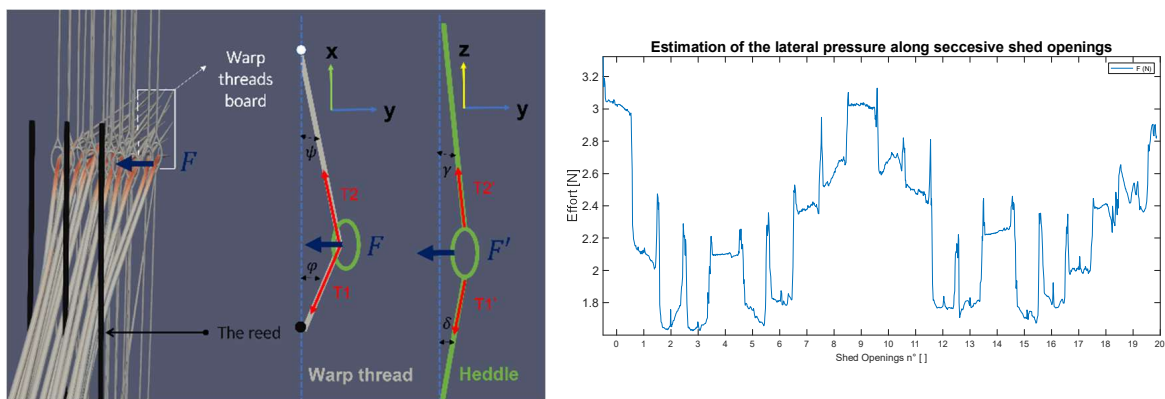 Warp
threads
board
F
The reed
x
y
ψ
T2
F
φ
T1
Warp thread
z
y
γ
T2'
F'
T1'
δ
Heddle
Estimation of the lateral pressure along seccesive shed openings
F (N)
Effort [N]
3.2
3
2.8
2.6
2.4
2.2
2
1.8
0 1 2 3 4 5 6 7 8 9 10 11 12 13 14 15 16 17 18 19 20
Shed Openings n° [ ]